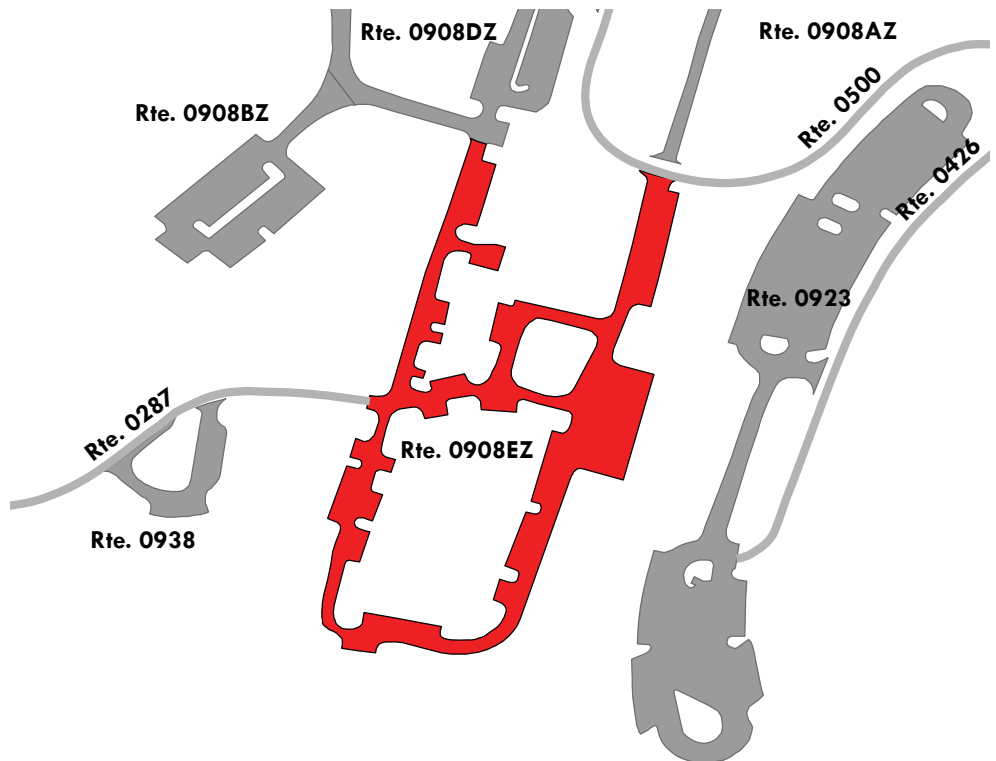 Rte. 0908DZ
Rte. 0908AZ
Rte. 0500
Rte. 0908BZ
Rte. 0426
Rte. 0923
Rte. 0287
Rte. 0908EZ
Rte. 0938